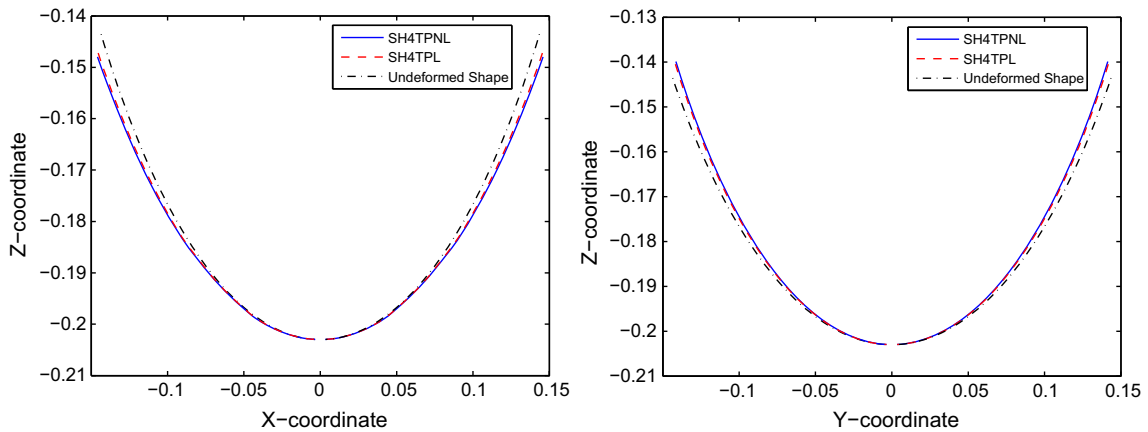 −0.14
−0.15
−0.16
−0.17
−0.18
−0.19
−0.2
−0.21
Z−coordinate
SH4TPNL
SH4TPL
Undeformed Shape
−0.1
−0.05
0
0.05
0.1
0.15
X−coordinate
−0.13
−0.14
−0.15
−0.16
−0.17
−0.18
−0.19
−0.2
−0.21
Z−coordinate
SH4TPNL
SH4TPL
Undeformed Shape
−0.1
−0.05
0
0.05
0.1
0.15
Y−coordinate